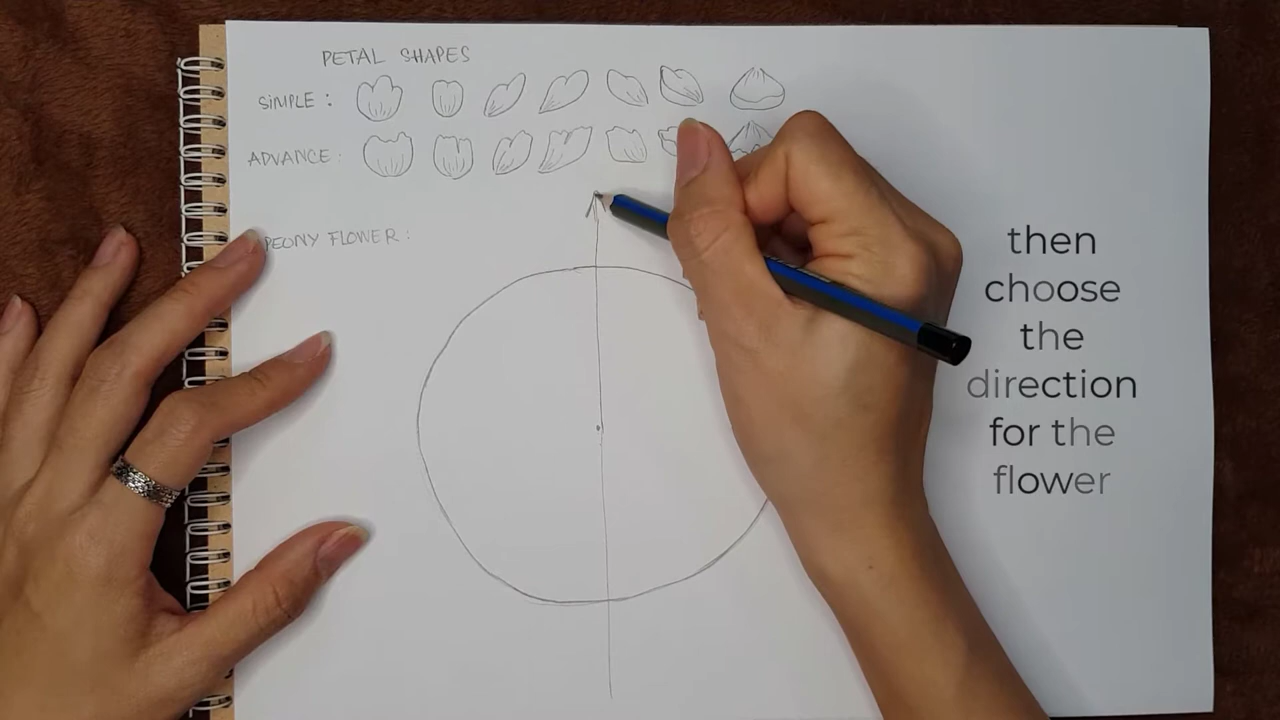 PETAL SHAPES
SIMPLE :
ADVANCE :
PEONY FLOWER :
then
choose
the
direction
for the
flower